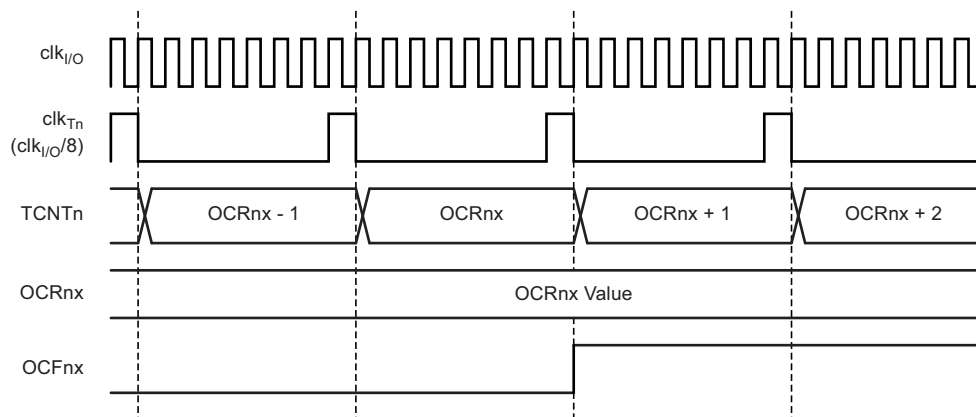 clkI/O
clkTn
(clkI/O/8)
TCNTn
OCRnx - 1
OCRnx
OCRnx + 1
OCRnx + 2
OCRnx
OCRnx Value
OCFnx